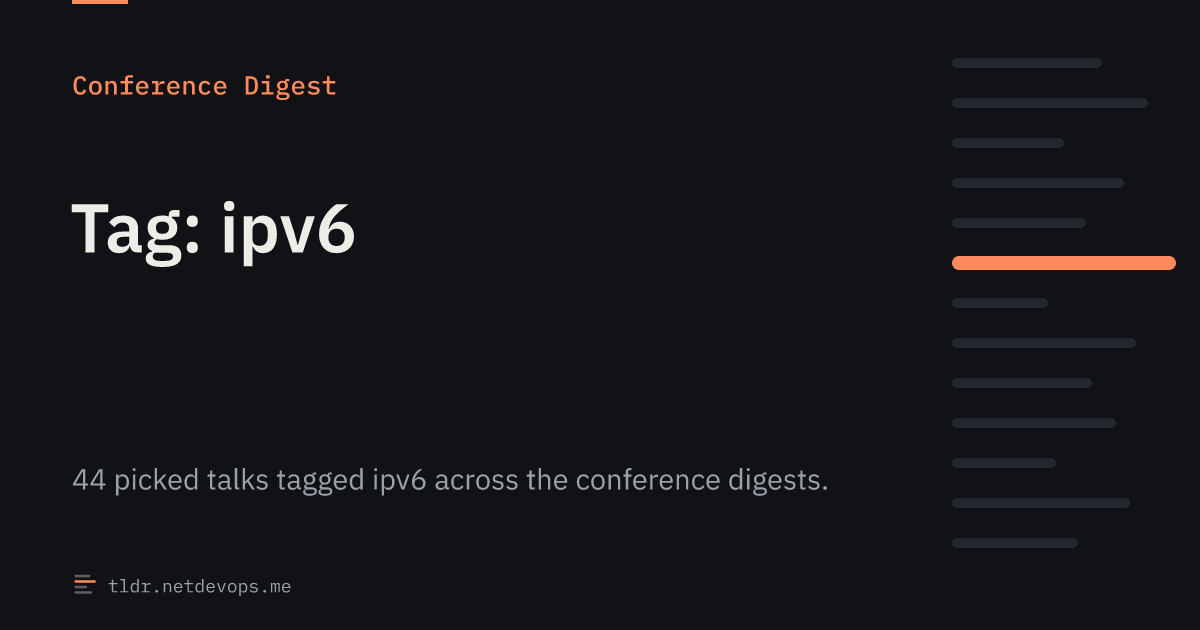 Conference Digest
Tag: ipv6
44 picked talks tagged ipv6 across the conference digests.
tldr.netdevops.me